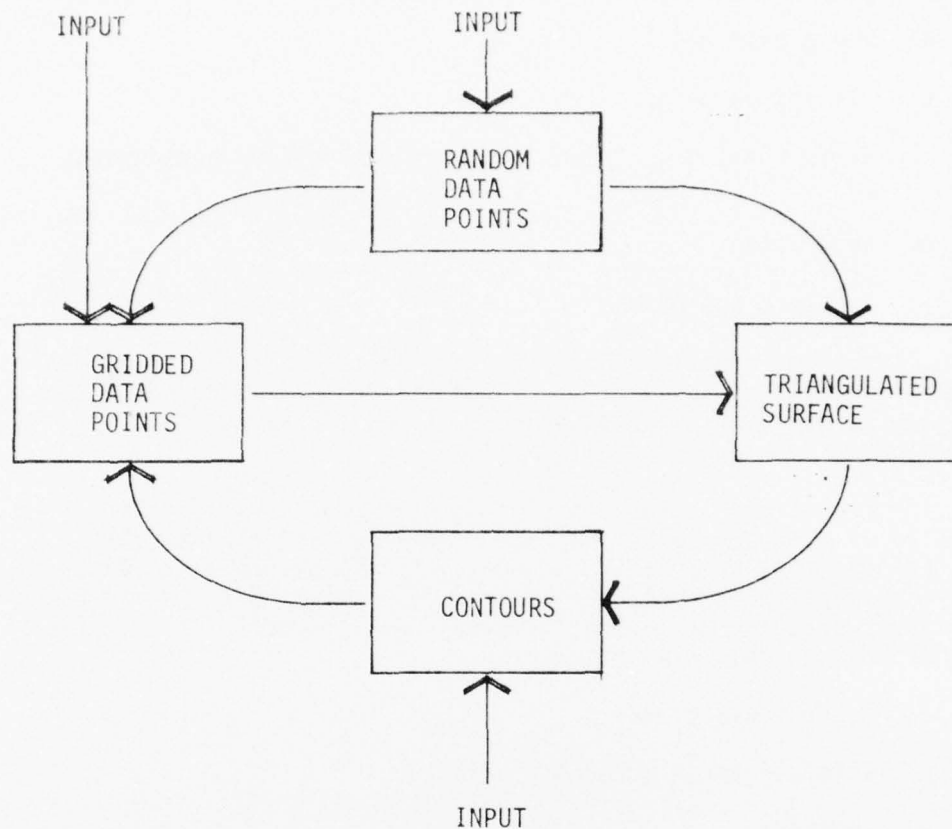 INPUT
INPUT
RANDOM
DATA
POINTS
GRIDDED
DATA
POINTS
TRIANGULATED
SURFACE
CONTOURS
INPUT